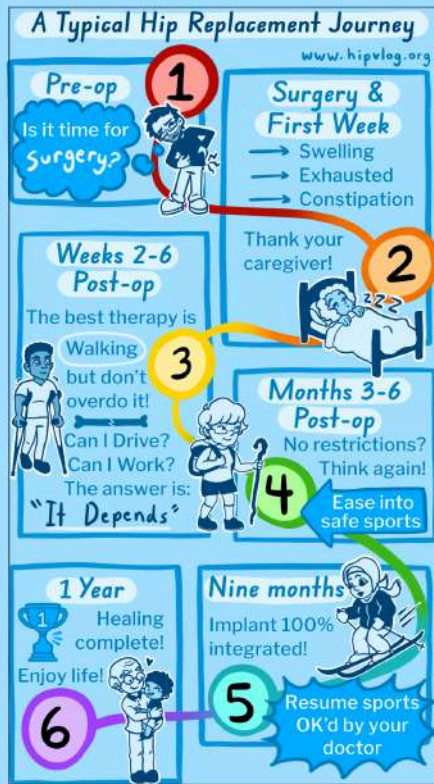 A Typical Hip Replacement Journey
www.hipvlog.org
1
Pre-op
Is it time for
surgery?
Surgery &
First Week
→ Swelling
→ Exhausted
→ Constipation
Thank your
caregiver!
2
ZZZ
Weeks 2-6
Post-op
The best therapy is
Walking
but don't
overdo it!
Can I Drive?
Can I Work?
The answer is:
"It Depends"
3
Months 3-6
Post-op
No restrictions?
Think again!
4
Ease into
safe sports
Nine months
Implant 100%
integrated!
5
Resume sports
OK'd by your
doctor
1 Year
1
Healing
complete!
Enjoy life!
6